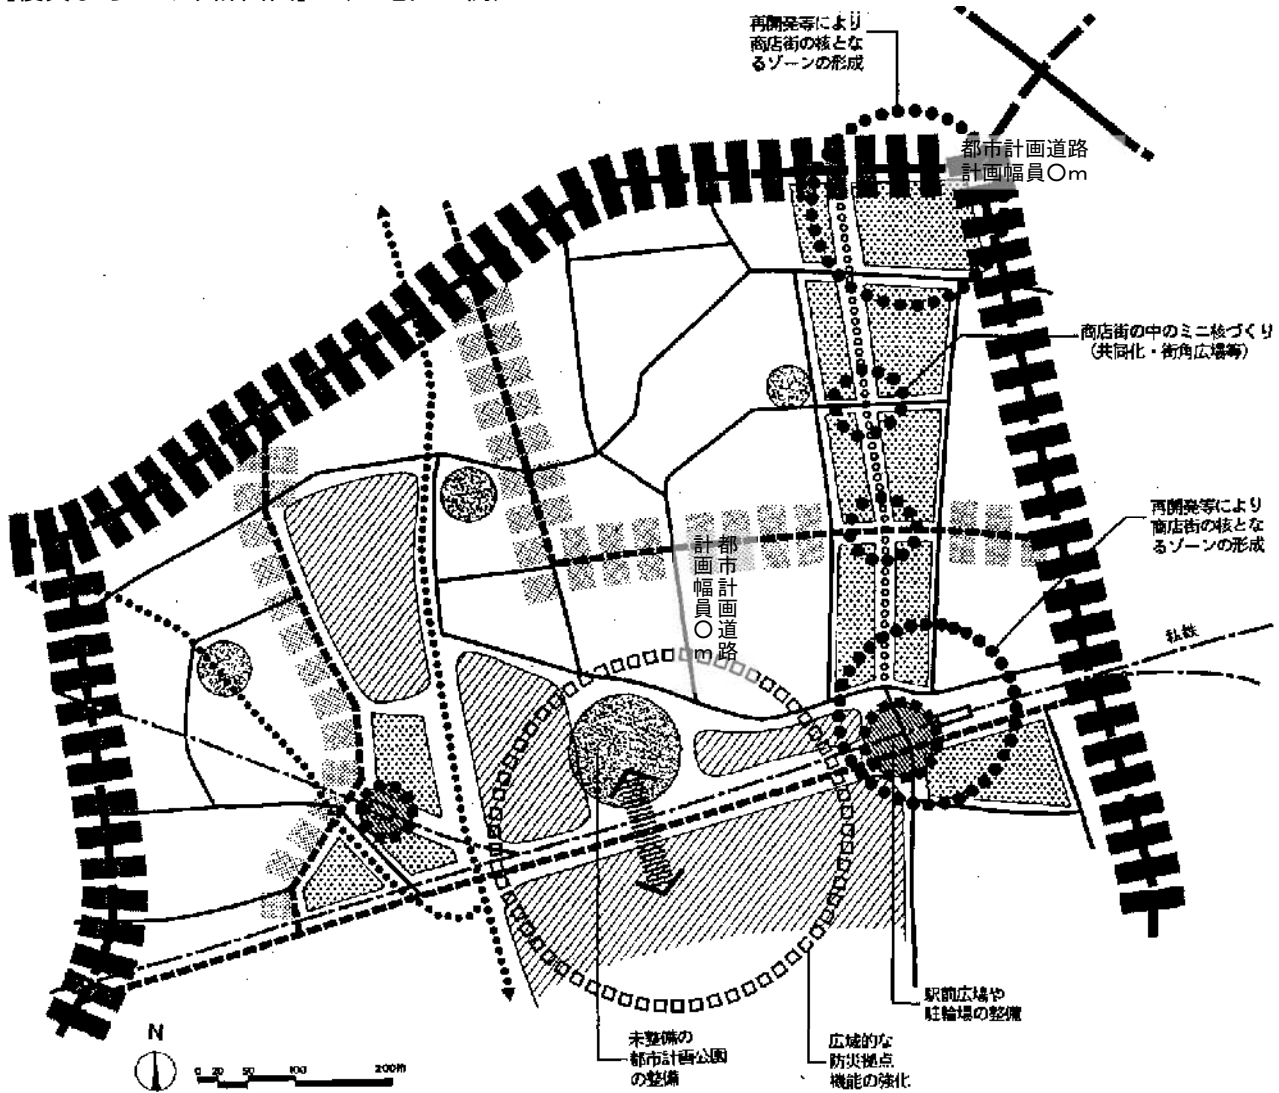 再開発等により
商店街の核とな
るゾーンの形成
都市計画道路
計画幅員〇m
商店街の中のミニ核づくり
(共同化・街角広場等)
再開発等により
商店街の核とな
るゾーンの形成
都市計画道路
計画幅員〇m
私鉄
駅前広場や
駐輪場の整備
未整備の
都市計画公園
の整備
広域的な
防災拠点
機能の強化
N
0 20 50 100 200m